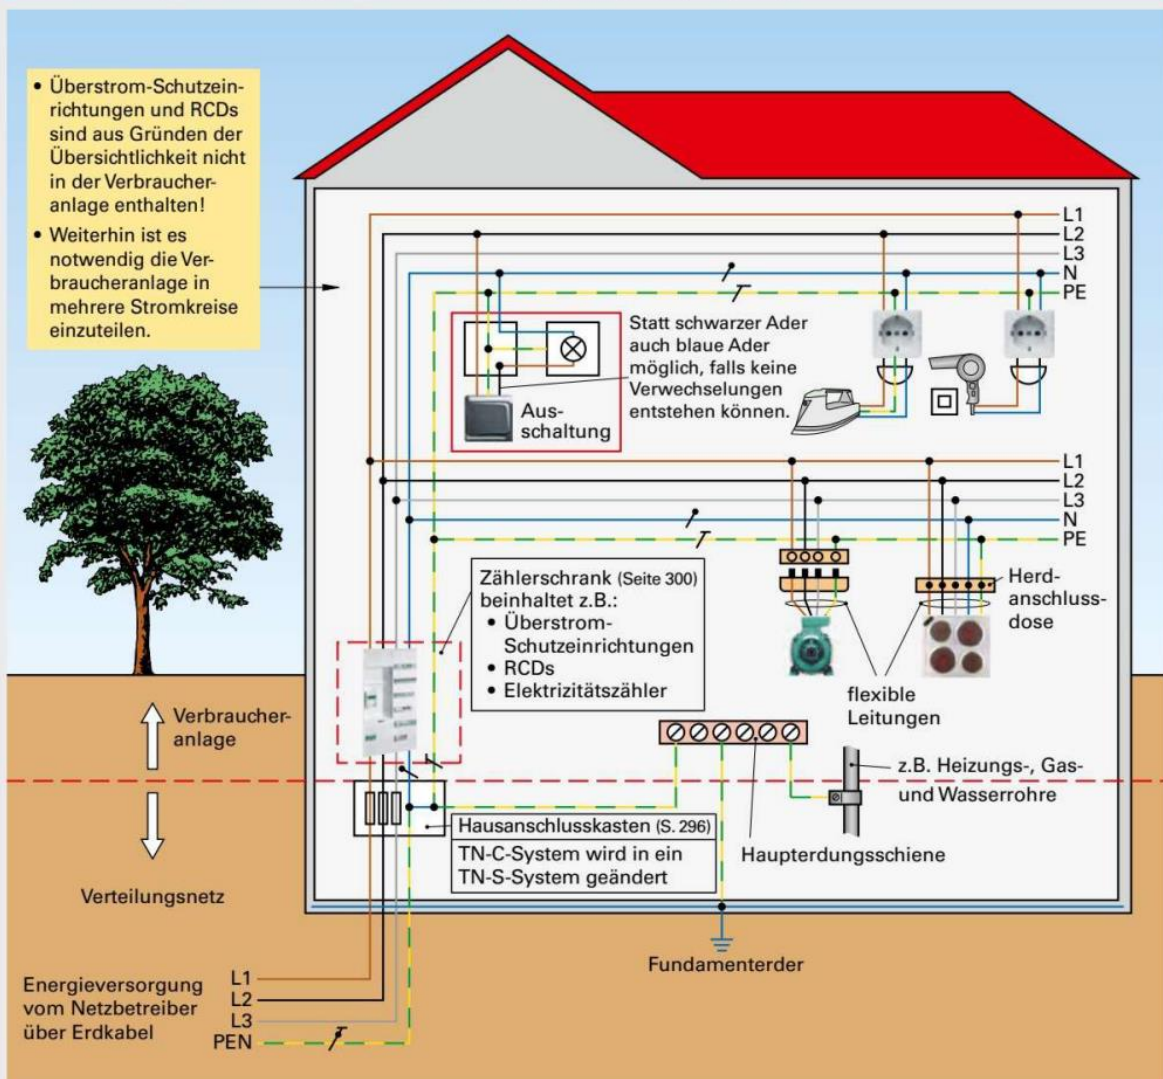 • Überstrom-Schutzein-
richtungen und RCDs
sind aus Gründen der
Übersichtlichkeit nicht
in der Verbraucher-
anlage enthalten!
• Weiterhin ist es
notwendig die Ver-
braucheranlage in
mehrere Stromkreise
einzuteilen.
L1
L2
L3
N
PE
Statt schwarzer Ader
auch blaue Ader
möglich, falls keine
Verwechselungen
entstehen können.
Aus-
schaltung
L1
L2
L3
N
PE
Zählerschrank (Seite 300)
beinhaltet z.B.:
• Überstrom-
Schutzeinrichtungen
• RCDs
• Elektrizitätszähler
Herd-
anschluss-
dose
flexible
Leitungen
Verbraucher-
anlage
z.B. Heizungs-, Gas-
und Wasserrohre
Hausanschlusskasten (S. 296)
TN-C-System wird in ein
TN-S-System geändert
Haupterdungsschiene
Verteilungsnetz
Fundamenterder
Energieversorgung
vom Netzbetreiber
über Erdkabel
L1
L2
L3
PEN